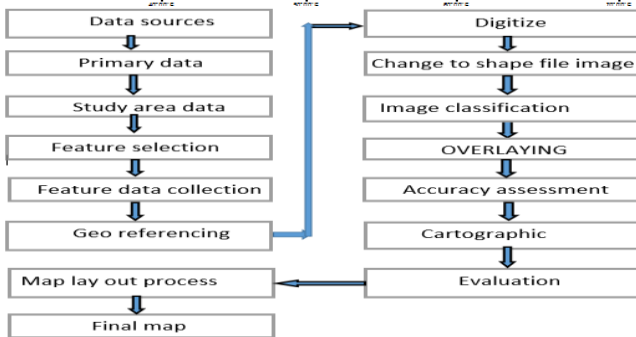 Data sources
Primary data
Study area data
Feature selection
Feature data collection
Geo referencing
Digitize
Change to shape file image
Image classification
OVERLAYING
Accuracy assessment
Cartographic
Evaluation
Map lay out process
Final map